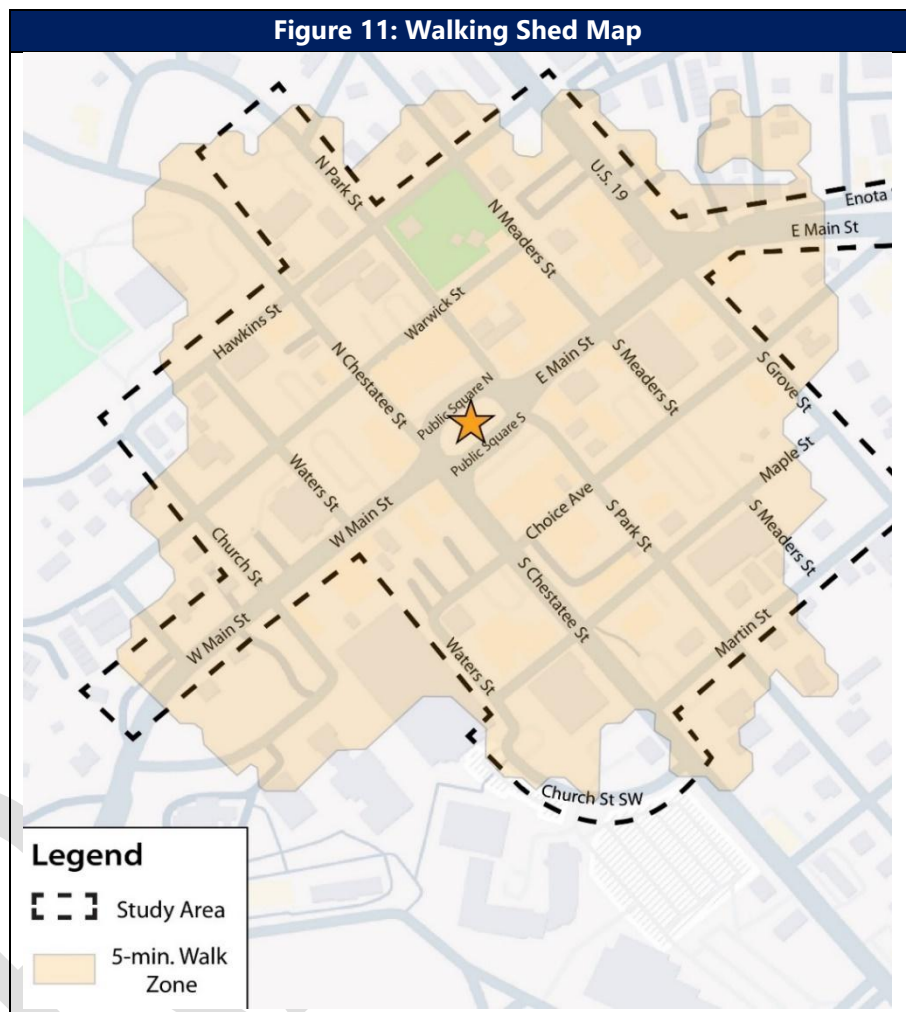 Figure 11: Walking Shed Map
N Park St
U.S. 19
Enota
E Main St
N Meaders St
Warwick St
Hawkins St
N Chestatee St
E Main St
S Meaders St
S Grove St
Public Square N
Public Square S
Waters St
W Main St
Choice Ave
Maple St
S Park St
S Meaders St
Church St
S Chestatee St
W Main St
Waters St
Martin St
Church St SW
Legend
Study Area
5-min. Walk
Zone